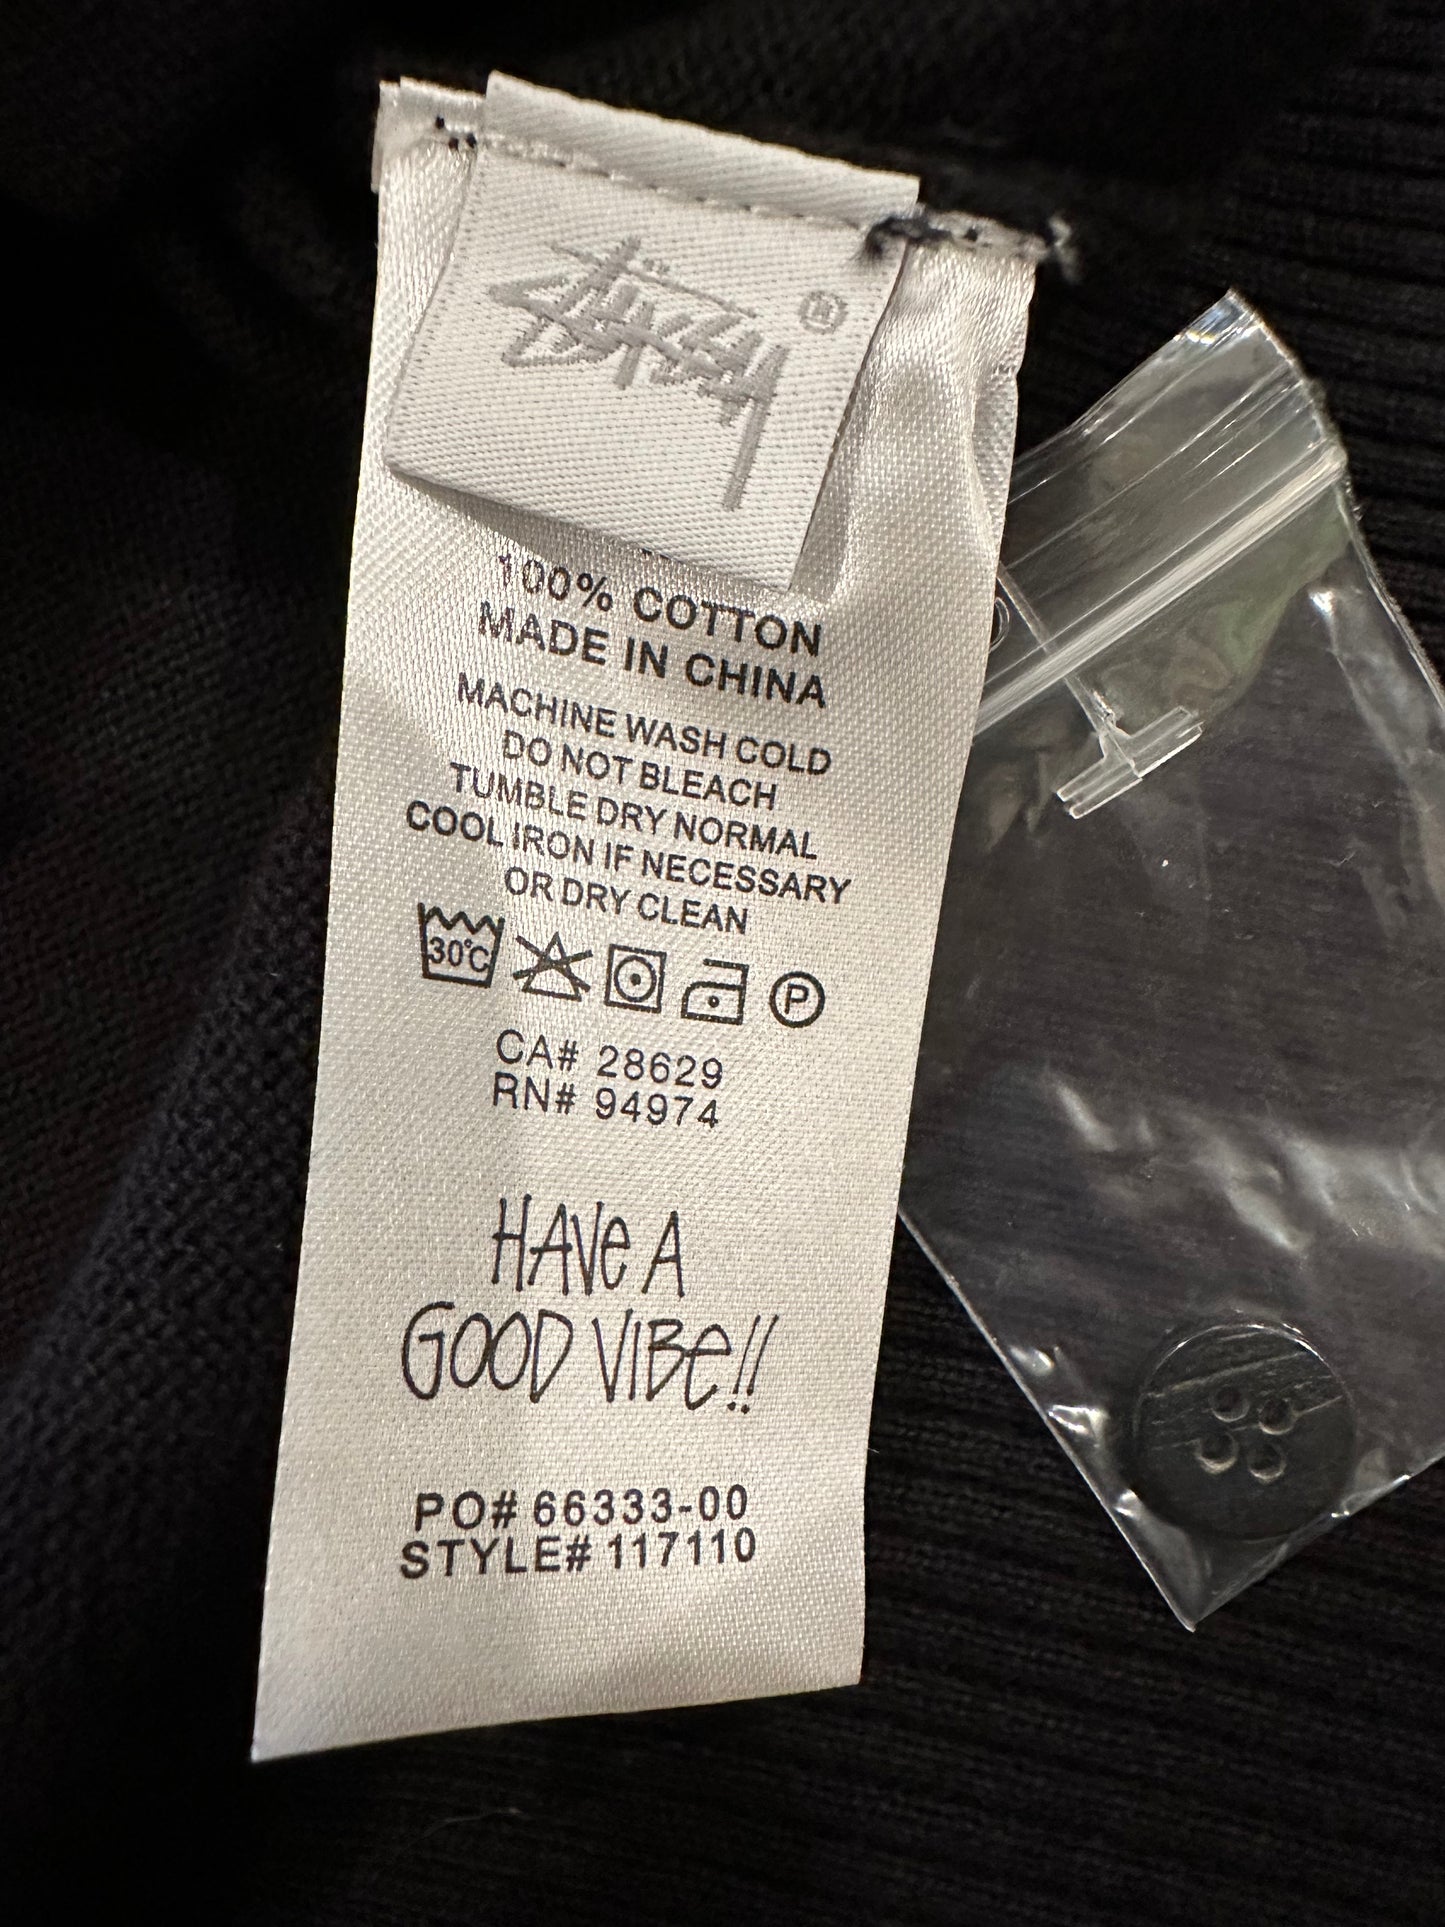 Stüssy ®
100% COTTON
MADE IN CHINA
MACHINE WASH COLD
DO NOT BLEACH
TUMBLE DRY NORMAL
COOL IRON IF NECESSARY
OR DRY CLEAN
30°C P
CA# 28629
RN# 94974
HAVe A
GOOD VIBe!!
PO# 66333-00
STYLE# 117110